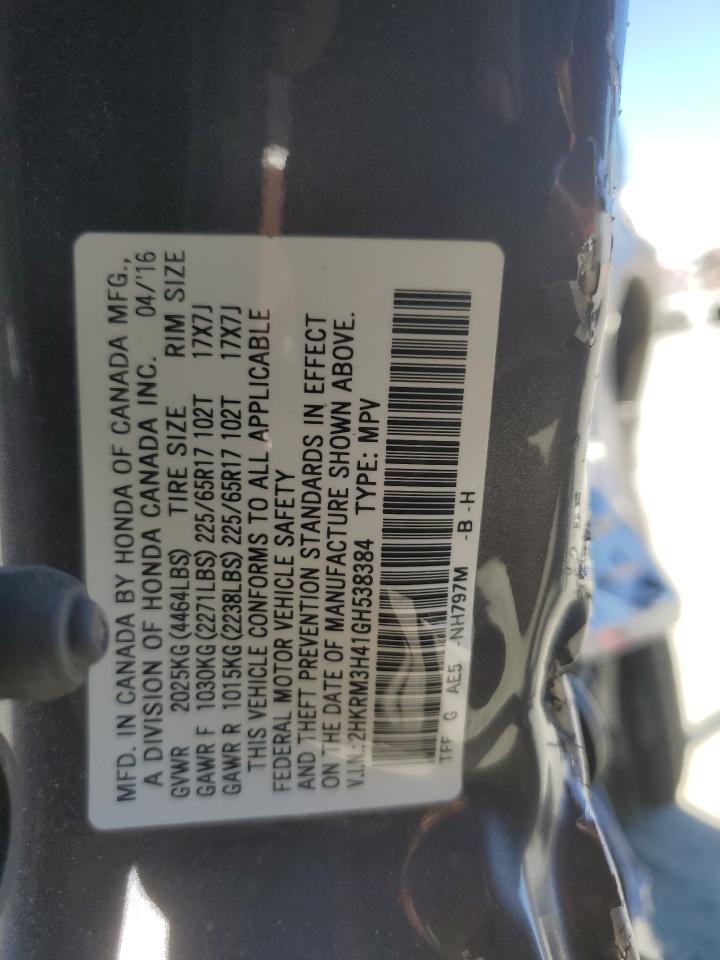 MFD. IN CANADA BY HONDA OF CANADA MFG.,
A DIVISION OF HONDA CANADA INC. 04/'16
GVWR 2025KG(4464LBS) TIRE SIZE RIM SIZE
GAWR F 1030KG(2271LBS) 225/65R17 102T 17X7J
GAWR R 1015KG(2238LBS) 225/65R17 102T 17X7J
THIS VEHICLE CONFORMS TO ALL APPLICABLE
FEDERAL MOTOR VEHICLE SAFETY
AND THEFT PREVENTION STANDARDS IN EFFECT
ON THE DATE OF MANUFACTURE SHOWN ABOVE.
V.I.N.: 2HKRM3H41GH538384 TYPE: MPV
TFF G AE5 -NH797M -B -H